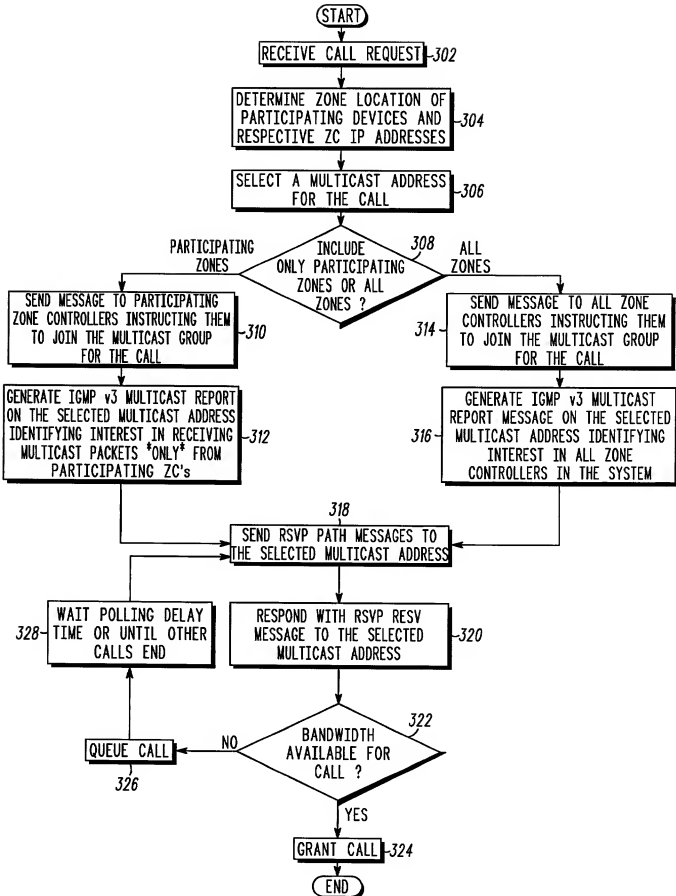 START
RECEIVE CALL REQUEST
302
DETERMINE ZONE LOCATION OF
PARTICIPATING DEVICES AND
RESPECTIVE ZC IP ADDRESSES
304
SELECT A MULTICAST ADDRESS
FOR THE CALL
306
INCLUDE
ONLY PARTICIPATING
ZONES OR ALL
ZONES ?
308
PARTICIPATING
ZONES
ALL
ZONES
SEND MESSAGE TO PARTICIPATING
ZONE CONTROLLERS INSTRUCTING THEM
TO JOIN THE MULTICAST GROUP
FOR THE CALL
310
SEND MESSAGE TO ALL ZONE
CONTROLLERS INSTRUCTING THEM
TO JOIN THE MULTICAST GROUP
FOR THE CALL
314
GENERATE IGMP v3 MULTICAST REPORT
ON THE SELECTED MULTICAST ADDRESS
IDENTIFYING INTEREST IN RECEIVING
MULTICAST PACKETS *ONLY* FROM
PARTICIPATING ZC's
312
GENERATE IGMP v3 MULTICAST
REPORT MESSAGE ON THE SELECTED
MULTICAST ADDRESS IDENTIFYING
INTEREST IN ALL ZONE
CONTROLLERS IN THE SYSTEM
316
318
SEND RSVP PATH MESSAGES TO
THE SELECTED MULTICAST ADDRESS
RESPOND WITH RSVP RESV
MESSAGE TO THE SELECTED
MULTICAST ADDRESS
320
WAIT POLLING DELAY
TIME OR UNTIL OTHER
CALLS END
328
BANDWIDTH
AVAILABLE FOR
CALL ?
322
NO
QUEUE CALL
326
YES
GRANT CALL
324
END